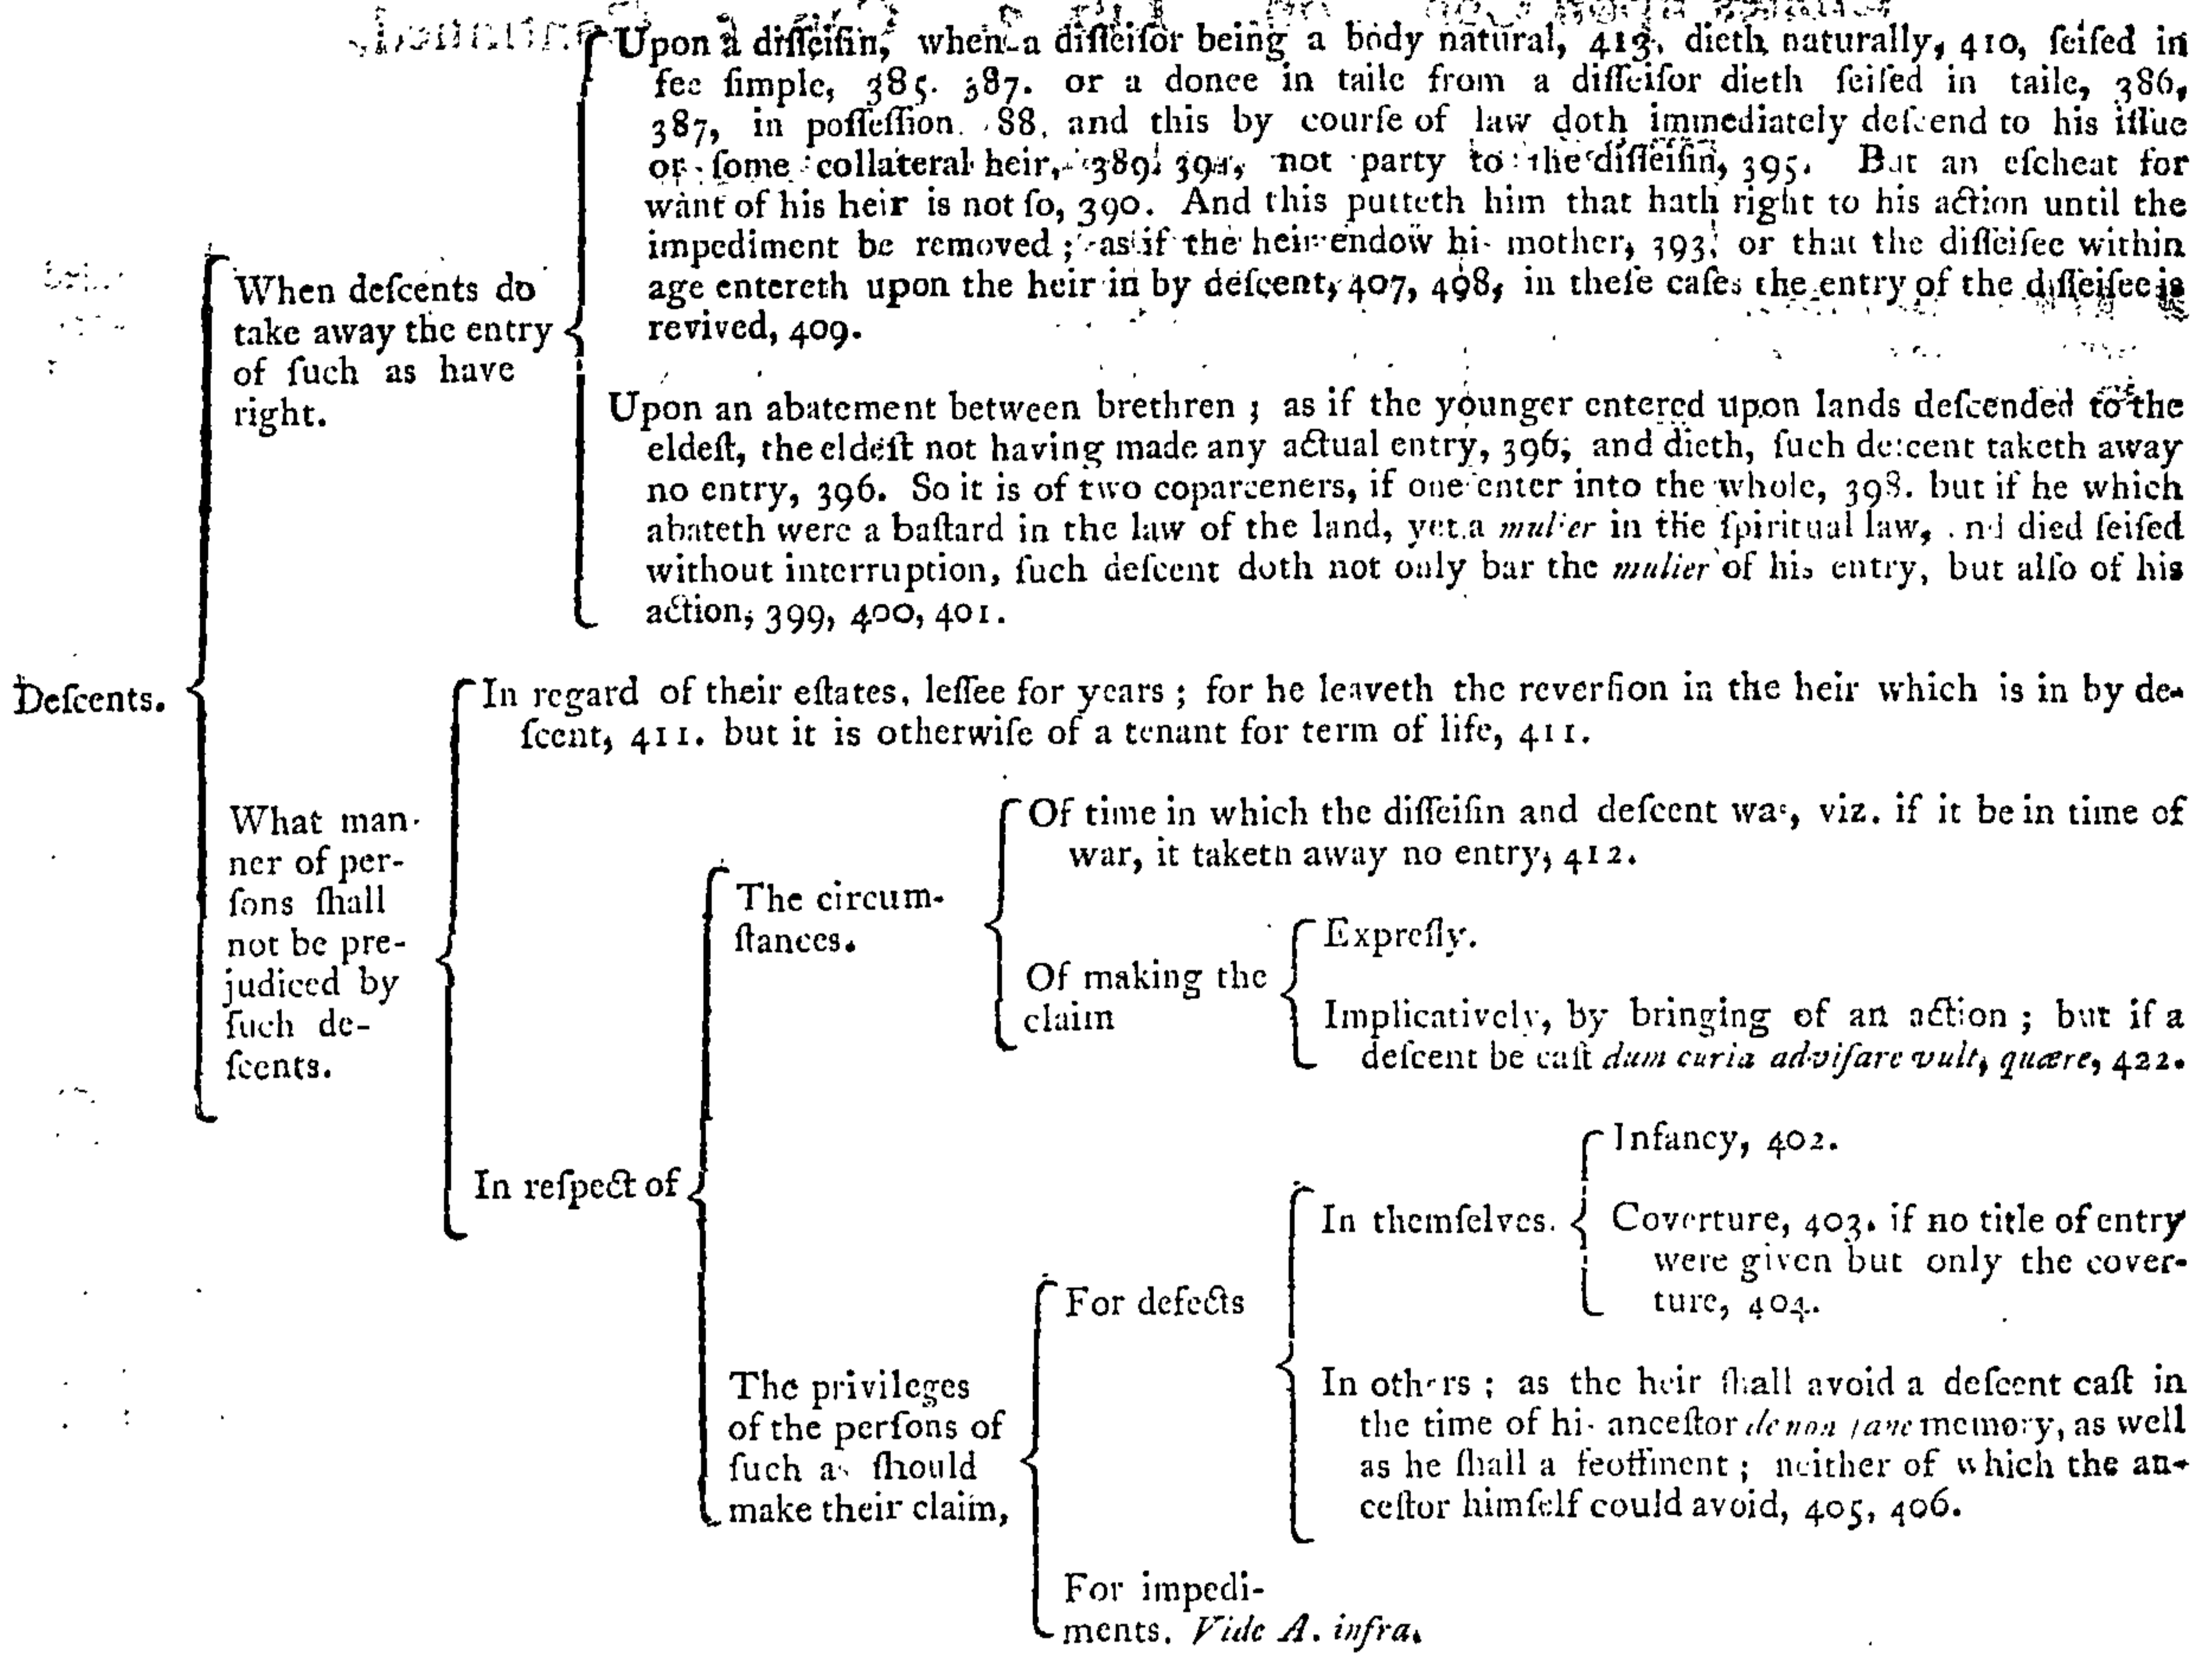 Upon a disseisin, when a disseisor being a body natural, 413, dieth naturally, 410, seised in
fee simple, 385. 387. or a donee in taile from a disseisor dieth seised in taile, 386,
387, in possession. 88, and this by course of law doth immediately descend to his issue
or some collateral heir, 389, not party to the disseisin, 395. But an escheat for
want of his heir is not so, 390. And this putteth him that hath right to his action until the
impediment be removed; as if the heir endow hi mother, 393, or that the disseisee within
age entereth upon the heir in by descent, 407, 408, in these cases the entry of the disseisee is
revived, 409.
When descents do
take away the entry
of such as have
right.
Upon an abatement between brethren; as if the younger entered upon lands descended to the
eldest, the eldest not having made any actual entry, 396, and dieth, such descent taketh away
no entry, 396. So it is of two coparceners, if one enter into the whole, 398. but if he which
abateth were a bastard in the law of the land, yet a mulier in the spiritual law, and died seised
without interruption, such descent doth not only bar the mulier of his entry, but also of his
action, 399, 400, 401.
Descents.
In regard of their estates, lessee for years; for he leaveth the reversion in the heir which is in by de-
scent, 411. but it is otherwise of a tenant for term of life, 411.
What man-
ner of per-
sons shall
not be pre-
judiced by
such de-
scents.
In respect of
The circum-
stances.
Of time in which the disseisin and descent was, viz. if it be in time of
war, it taketh away no entry, 412.
Of making the
claim
Expresly.
Implicatively, by bringing of an action; but if a
descent be cast dum curia advisare vult, quære, 422.
The privileges
of the persons of
such as should
make their claim,
For defects
In themselves.
Infancy, 402.
Coverture, 403. if no title of entry
were given but only the cover-
ture, 404.
In others; as the heir shall avoid a descent cast in
the time of his ancestor de non sane memory, as well
as he shall a feoffment; neither of which the an-
cestor himself could avoid, 405, 406.
For impedi-
ments. Vide A. infra.